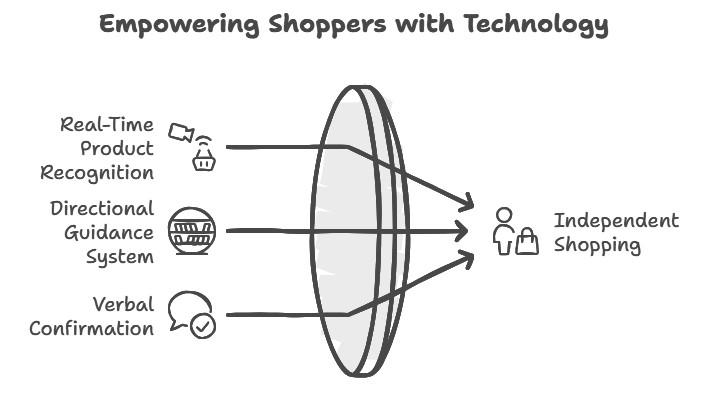 Empowering Shoppers with Technology
Real-Time
Product
Recognition
Directional
Guidance
System
Verbal
Confirmation
Independent
Shopping